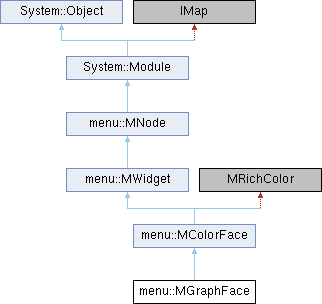 System::Object
IMap
System::Module
menu::MNode
menu::MWidget
MRichColor
menu::MColorFace
menu::MGraphFace